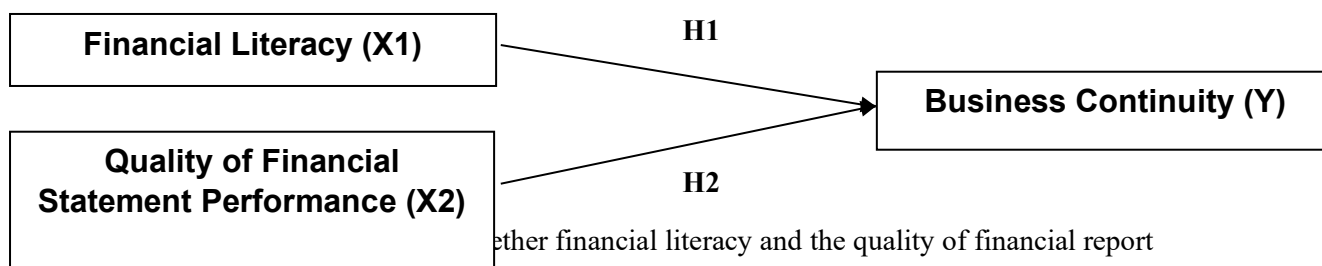 H1
Financial Literacy (X1)
Business Continuity (Y)
Quality of Financial
Statement Performance (X2)
H2
financial literacy and the quality of financial report